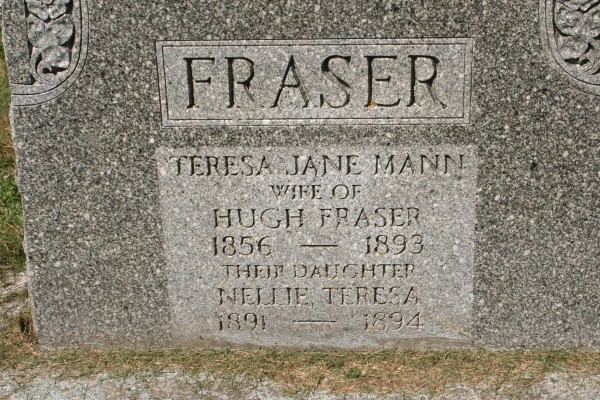 FRASER
TERESA JANE MANN
WIFE OF
HUGH FRASER
1856 — 1893
THEIR DAUGHTER
NELLIE TERESA
1891 — 1894